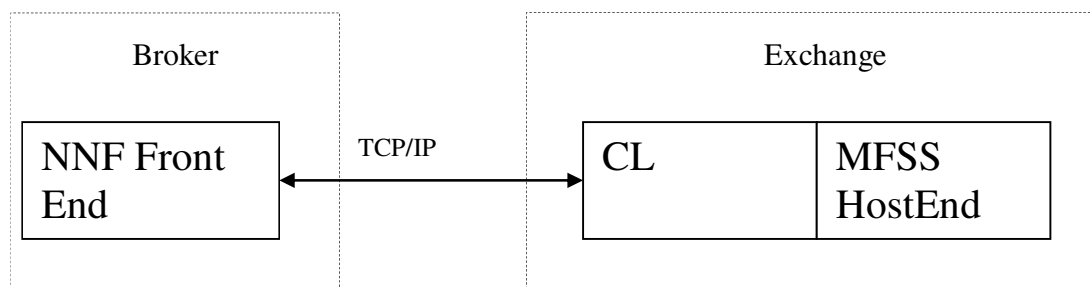 Broker
Exchange
NNF Front
End
TCP/IP
CL
MFSS
HostEnd